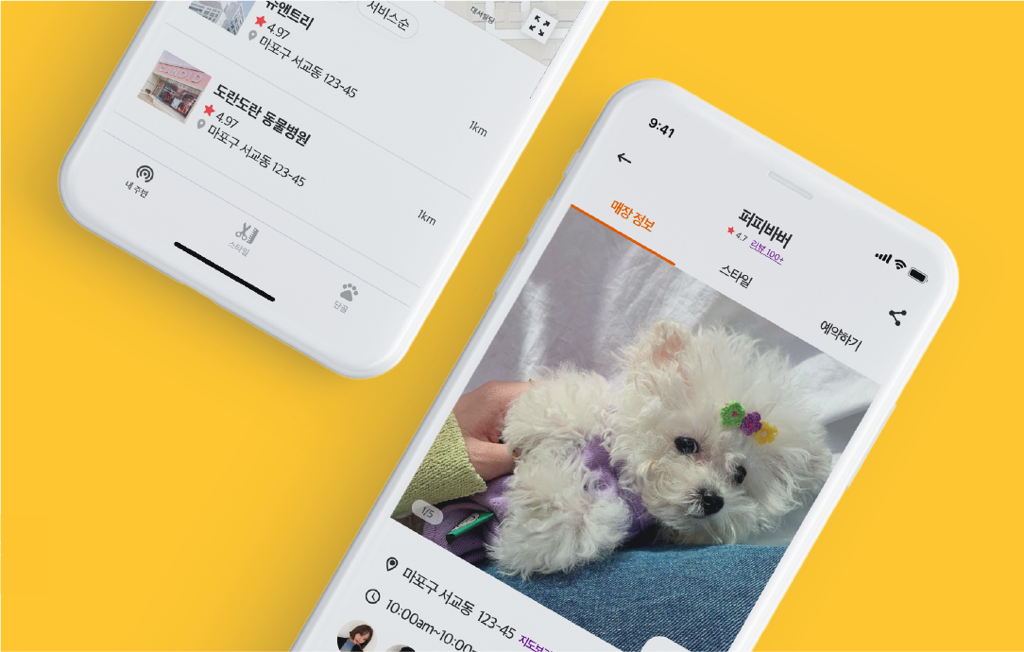 서비스순
뮤앤트리
4.97
마포구 서교동 123-45
1km
도란도란 동물병원
4.97
마포구 서교동 123-45
1km
내 주변
스타일
단골
9:41
퍼피바버
4.7 리뷰 100+
매장 정보
스타일
예약하기
1/5
마포구 서교동 123-45 지도보기
10:00am~10:00